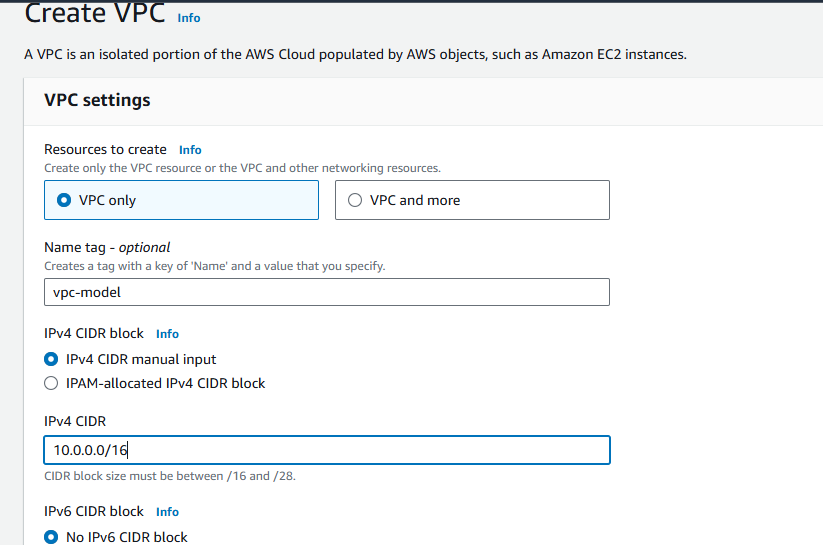 Create VPC Info
A VPC is an isolated portion of the AWS Cloud populated by AWS objects, such as Amazon EC2 instances.
VPC settings
Resources to create Info
Create only the VPC resource or the VPC and other networking resources.
VPC only VPC and more
Name tag - optional
Creates a tag with a key of 'Name' and a value that you specify.
vpc-model
IPv4 CIDR block Info
IPv4 CIDR manual input
IPAM-allocated IPv4 CIDR block
IPv4 CIDR
10.0.0.0/16
CIDR block size must be between /16 and /28.
IPv6 CIDR block Info
No IPv6 CIDR block